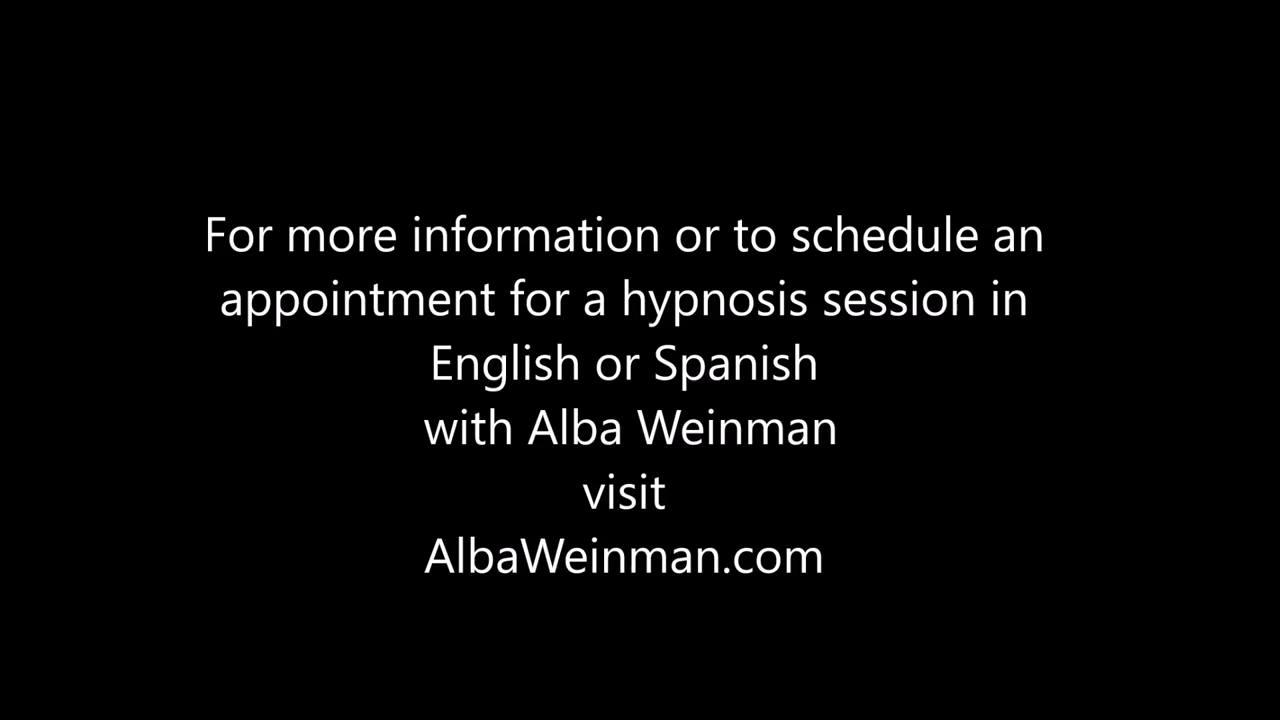 For more information or to schedule an
appointment for a hypnosis session in
English or Spanish
with Alba Weinman
visit
AlbaWeinman.com